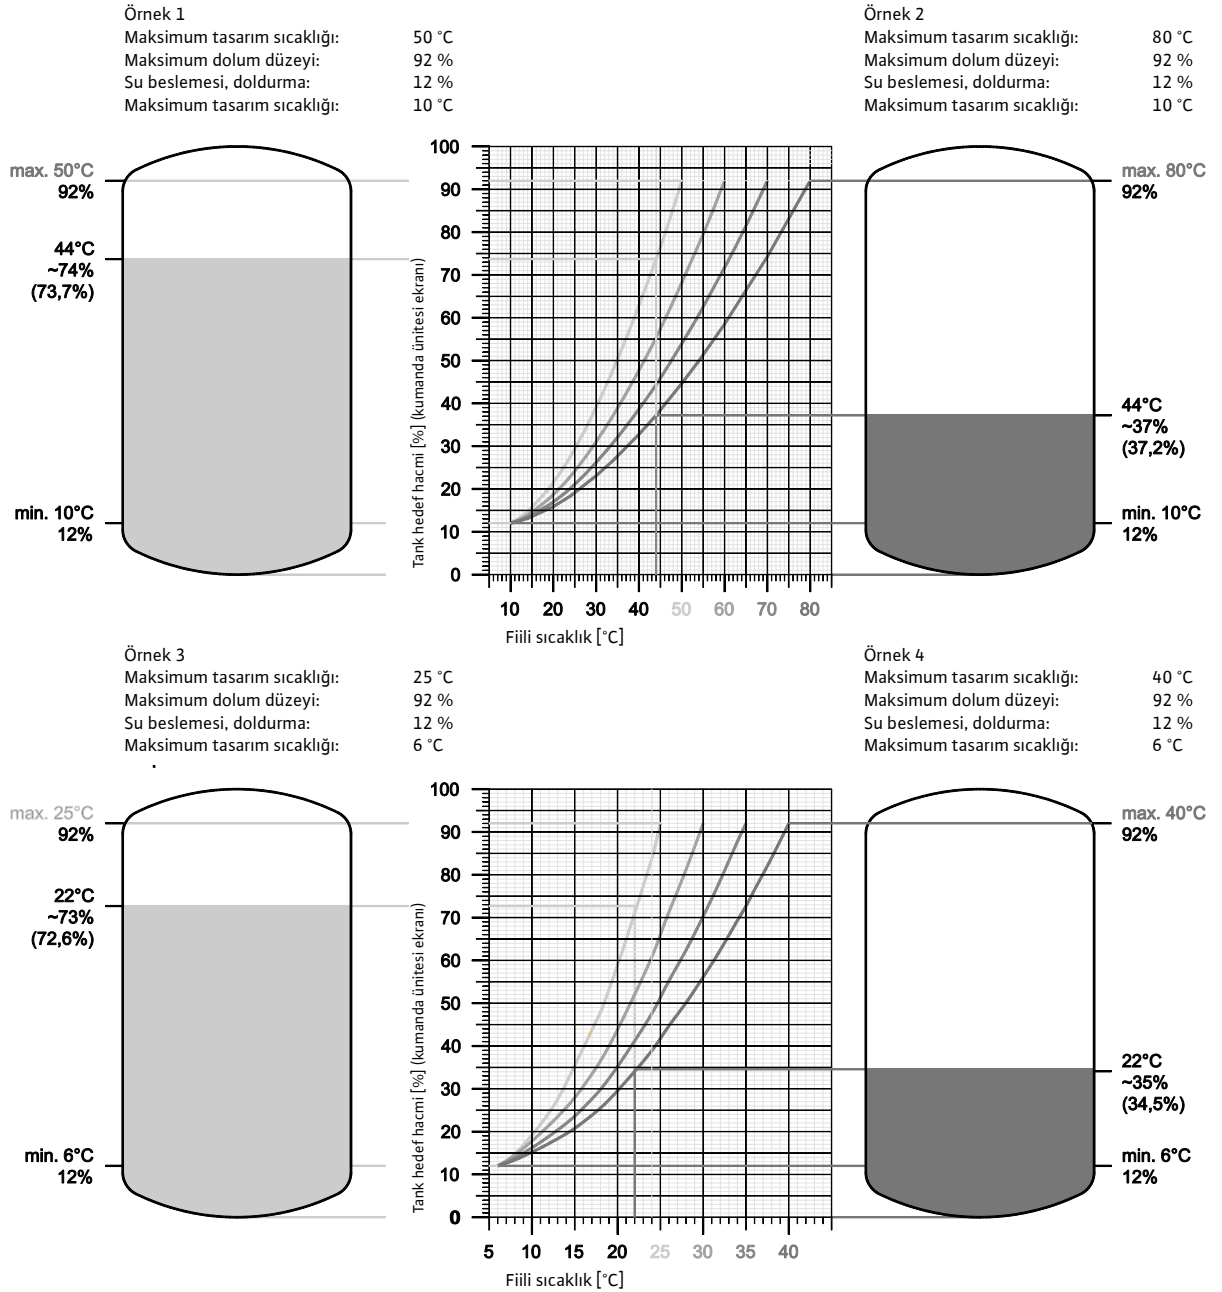 Örnek 1
Maksimum tasarım sıcaklığı: 50 °C
Maksimum dolum düzeyi: 92 %
Su beslemesi, doldurma: 12 %
Maksimum tasarım sıcaklığı: 10 °C
Örnek 2
Maksimum tasarım sıcaklığı: 80 °C
Maksimum dolum düzeyi: 92 %
Su beslemesi, doldurma: 12 %
Maksimum tasarım sıcaklığı: 10 °C
max. 50°C
92%
44°C
~74%
(73,7%)
min. 10°C
12%
Tank hedef hacmi [%] (kumanda ünitesi ekranı)
100
90
80
70
60
50
40
30
20
10
0
10 20 30 40 50 60 70 80
Fiili sıcaklık [°C]
max. 80°C
92%
44°C
~37%
(37,2%)
min. 10°C
12%
Örnek 3
Maksimum tasarım sıcaklığı: 25 °C
Maksimum dolum düzeyi: 92 %
Su beslemesi, doldurma: 12 %
Maksimum tasarım sıcaklığı: 6 °C
.
Örnek 4
Maksimum tasarım sıcaklığı: 40 °C
Maksimum dolum düzeyi: 92 %
Su beslemesi, doldurma: 12 %
Maksimum tasarım sıcaklığı: 6 °C
max. 25°C
92%
22°C
~73%
(72,6%)
min. 6°C
12%
Tank hedef hacmi [%] (kumanda ünitesi ekranı)
100
90
80
70
60
50
40
30
20
10
0
5 10 15 20 25 30 35 40
Fiili sıcaklık [°C]
max. 40°C
92%
22°C
~35%
(34,5%)
min. 6°C
12%